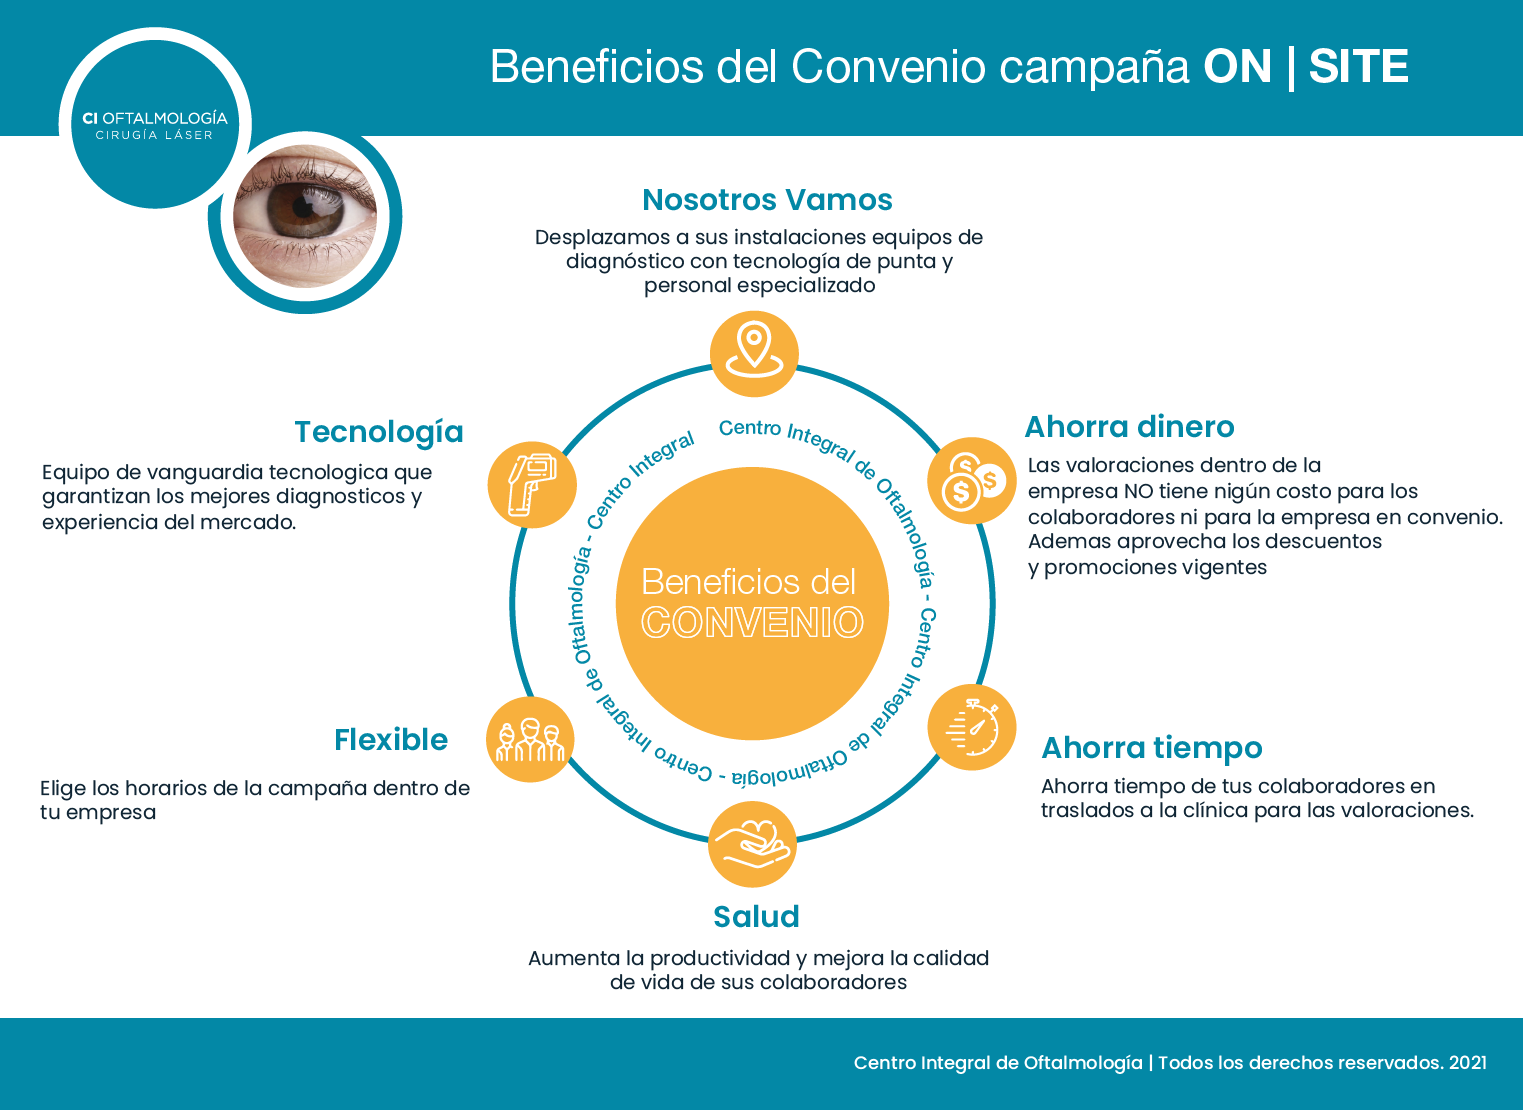 Beneficios del Convenio campaña ON | SITE
CI OFTALMOLOGÍA
CIRUGÍA LÁSER
Nosotros Vamos
Desplazamos a sus instalaciones equipos de
diagnóstico con tecnología de punta y
personal especializado
Tecnología
Equipo de vanguardia tecnologica que
garantizan los mejores diagnosticos y
experiencia del mercado.
Ahorra dinero
Las valoraciones dentro de la
empresa NO tiene nigún costo para los
colaboradores ni para la empresa en convenio.
Ademas aprovecha los descuentos
y promociones vigentes
Centro Integral de Oftalmología - Centro Integral de Oftalmología - Centro Integral de Oftalmología - Centro Integral
Beneficios del
CONVENIO
Flexible
Elige los horarios de la campaña dentro de
tu empresa
Ahorra tiempo
Ahorra tiempo de tus colaboradores en
traslados a la clínica para las valoraciones.
Salud
Aumenta la productividad y mejora la calidad
de vida de sus colaboradores
Centro Integral de Oftalmología | Todos los derechos reservados. 2021